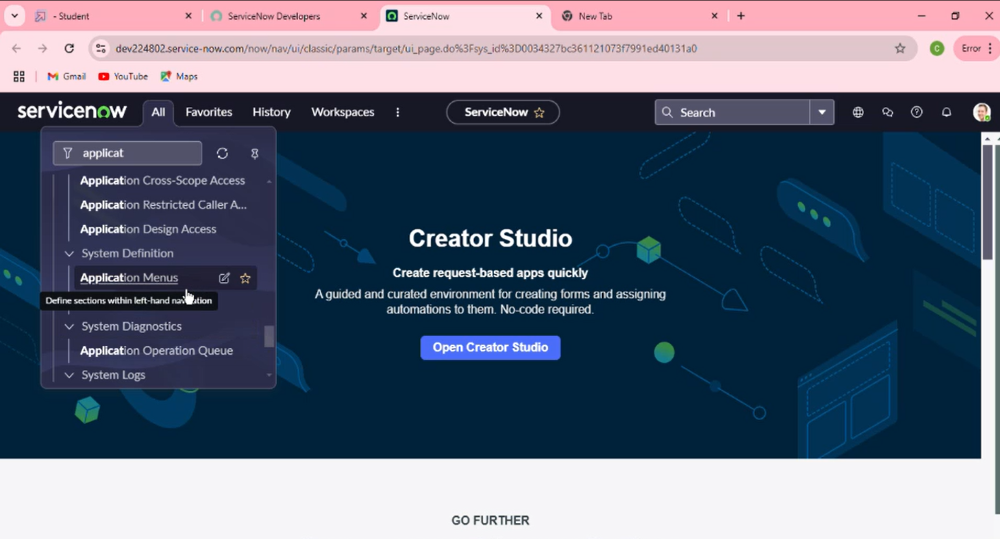 - Student
ServiceNow Developers
ServiceNow
New Tab
dev224802.service-now.com/now/nav/ui/classic/params/target/ui_page.do%3Fsys_id%3D0034327bc361121073f7991ed40131a0
C
Error
Gmail
YouTube
Maps
servicenow
All
Favorites
History
Workspaces
ServiceNow
Search
applicat
Application Cross-Scope Access
Application Restricted Caller A...
Application Design Access
System Definition
Application Menus
Define sections within left-hand navigation
System Diagnostics
Application Operation Queue
System Logs
Creator Studio
Create request-based apps quickly
A guided and curated environment for creating forms and assigning
automations to them. No-code required.
Open Creator Studio
GO FURTHER